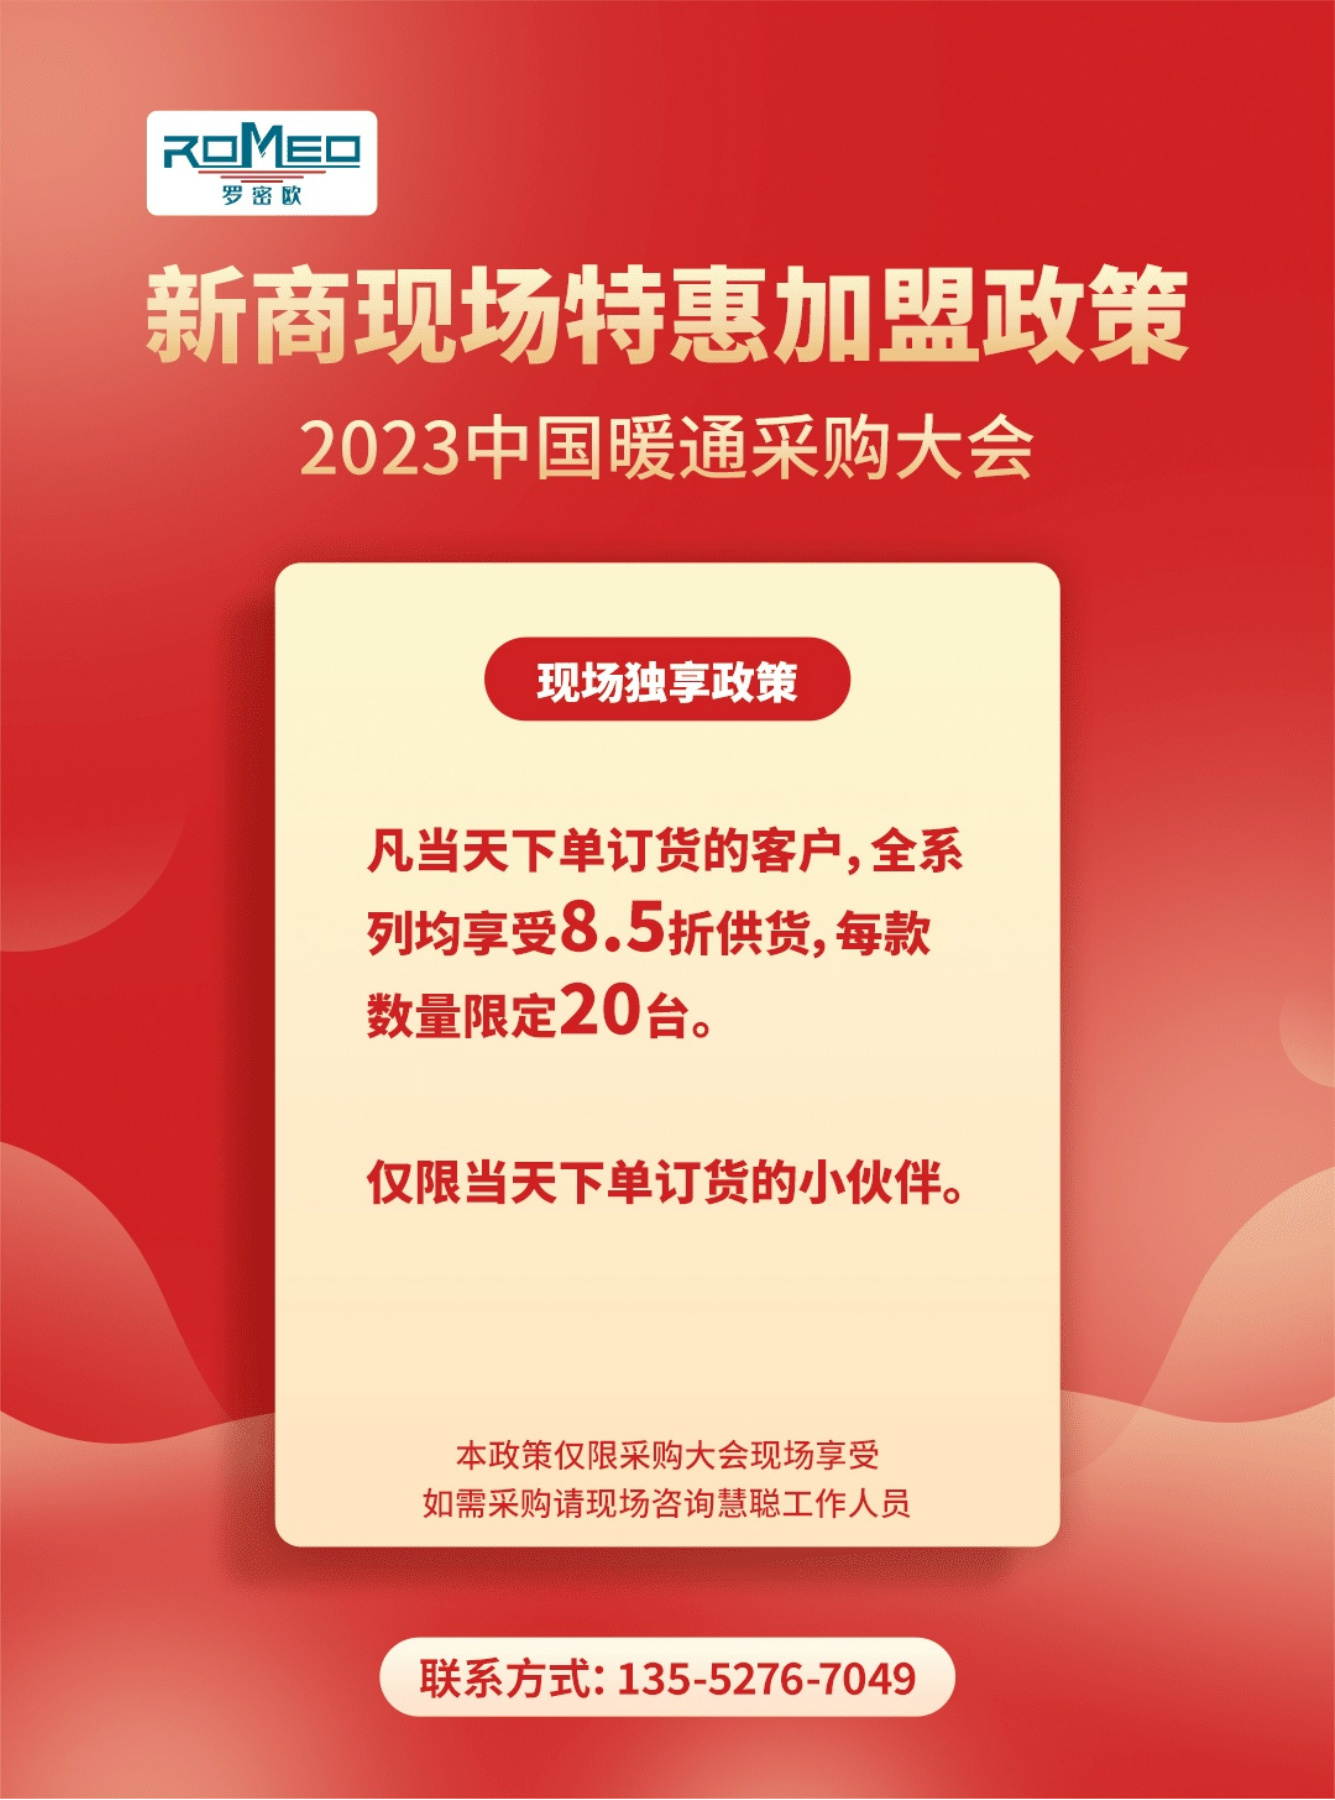 ROMEO
罗密欧
新商现场特惠加盟政策
2023中国暖通采购大会
现场独享政策
凡当天下单订货的客户，全系
列均享受8.5折供货，每款
数量限定20台。
仅限当天下单订货的小伙伴。
本政策仅限采购大会现场享受
如需采购请现场咨询慧聪工作人员
联系方式：135-5276-7049